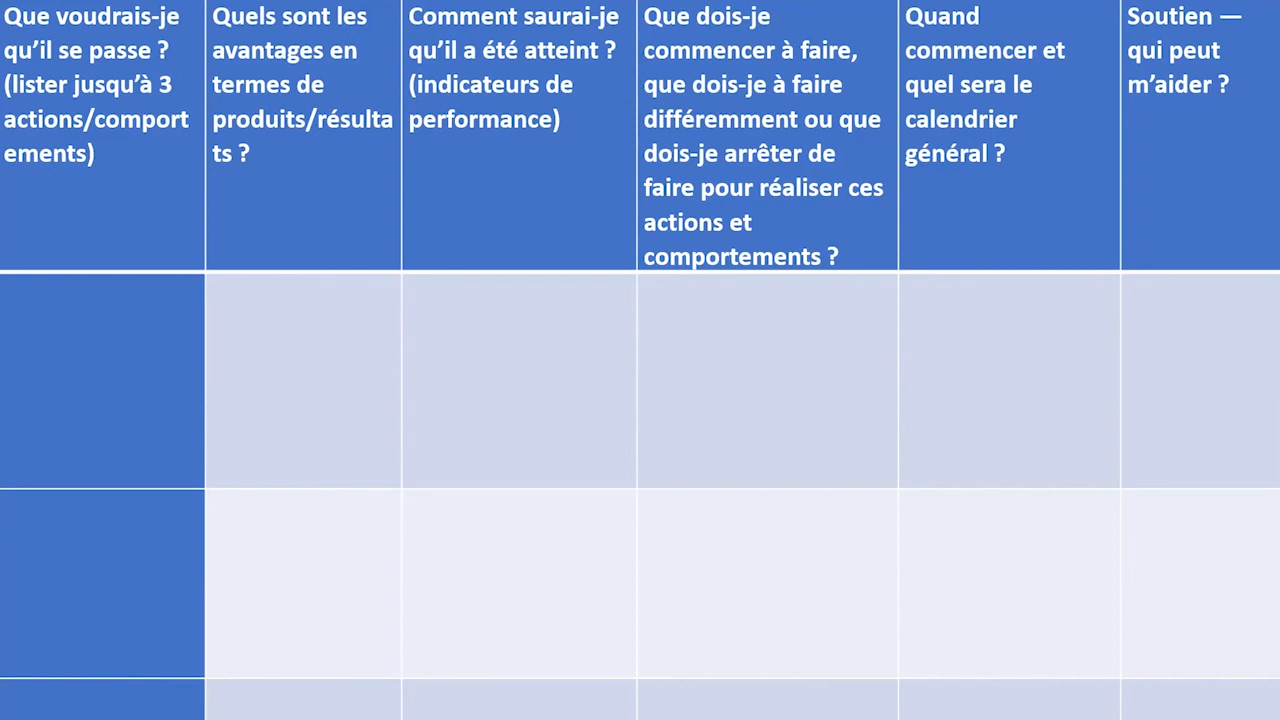 Que voudrais-je
qu’il se passe ?
(lister jusqu’à 3
actions/comport
ements)
Quels sont les
avantages en
termes de
produits/résulta
ts ?
Comment saurai-je
qu’il a été atteint ?
(indicateurs de
performance)
Que dois-je
commencer à faire,
que dois-je à faire
différemment ou que
dois-je arrêter de
faire pour réaliser ces
actions et
comportements ?
Quand
commencer et
quel sera le
calendrier
général ?
Soutien —
qui peut
m’aider ?